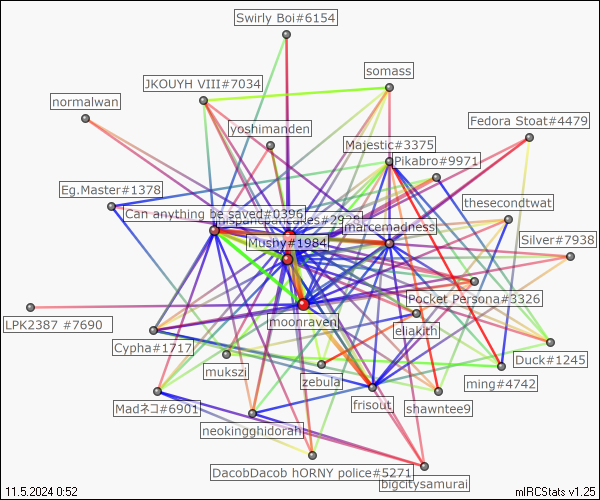 Swirly Boi#6154
somass
JKOUYH VIII#7034
normalwan
Fedora Stoat#4479
yoshimanden
Majestic#3375
Pikabro#9971
Eg.Master#1378
thesecondtwat
Can anything be saved#0396
marcemadness
Mushy#1984
Silver#7938
Pocket Persona#3326
moonraven
LPK2387 #7690
eliakith
Cypha#1717
Duck#1245
mukszi
zebula
ming#4742
Madネコ#6901
frisout
shawntee9
neokingghidorah
DacobDacob hORNY police#5271
bigcitysamurai
11.5.2024 0:52
mIRCStats v1.25